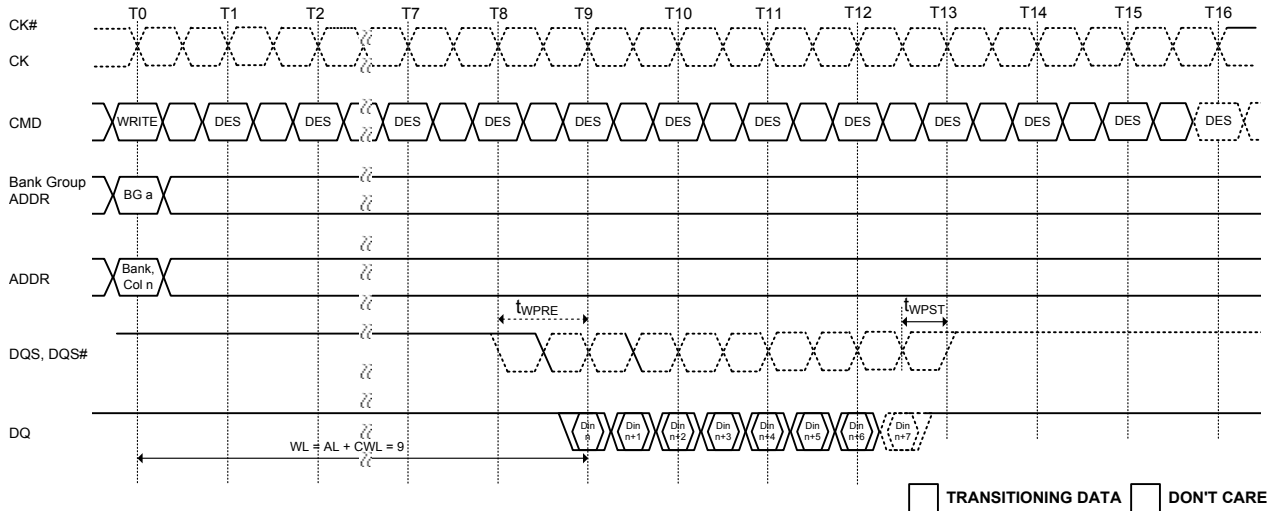 T0 T1 T2 T7 T8 T9 T10 T11 T12 T13 T14 T15 T16
CK#
CK
CMD WRITE DES DES DES DES DES DES DES DES DES DES DES DES
Bank Group
ADDR
BG a
ADDR
Bank,
Col n
tWPRE
tWPST
DQS, DQS#
DQ
Din
n
Din
n+1
Din
n+2
Din
n+3
Din
n+4
Din
n+5
Din
n+6
Din
n+7
WL = AL + CWL = 9
TRANSITIONING DATA
DON'T CARE